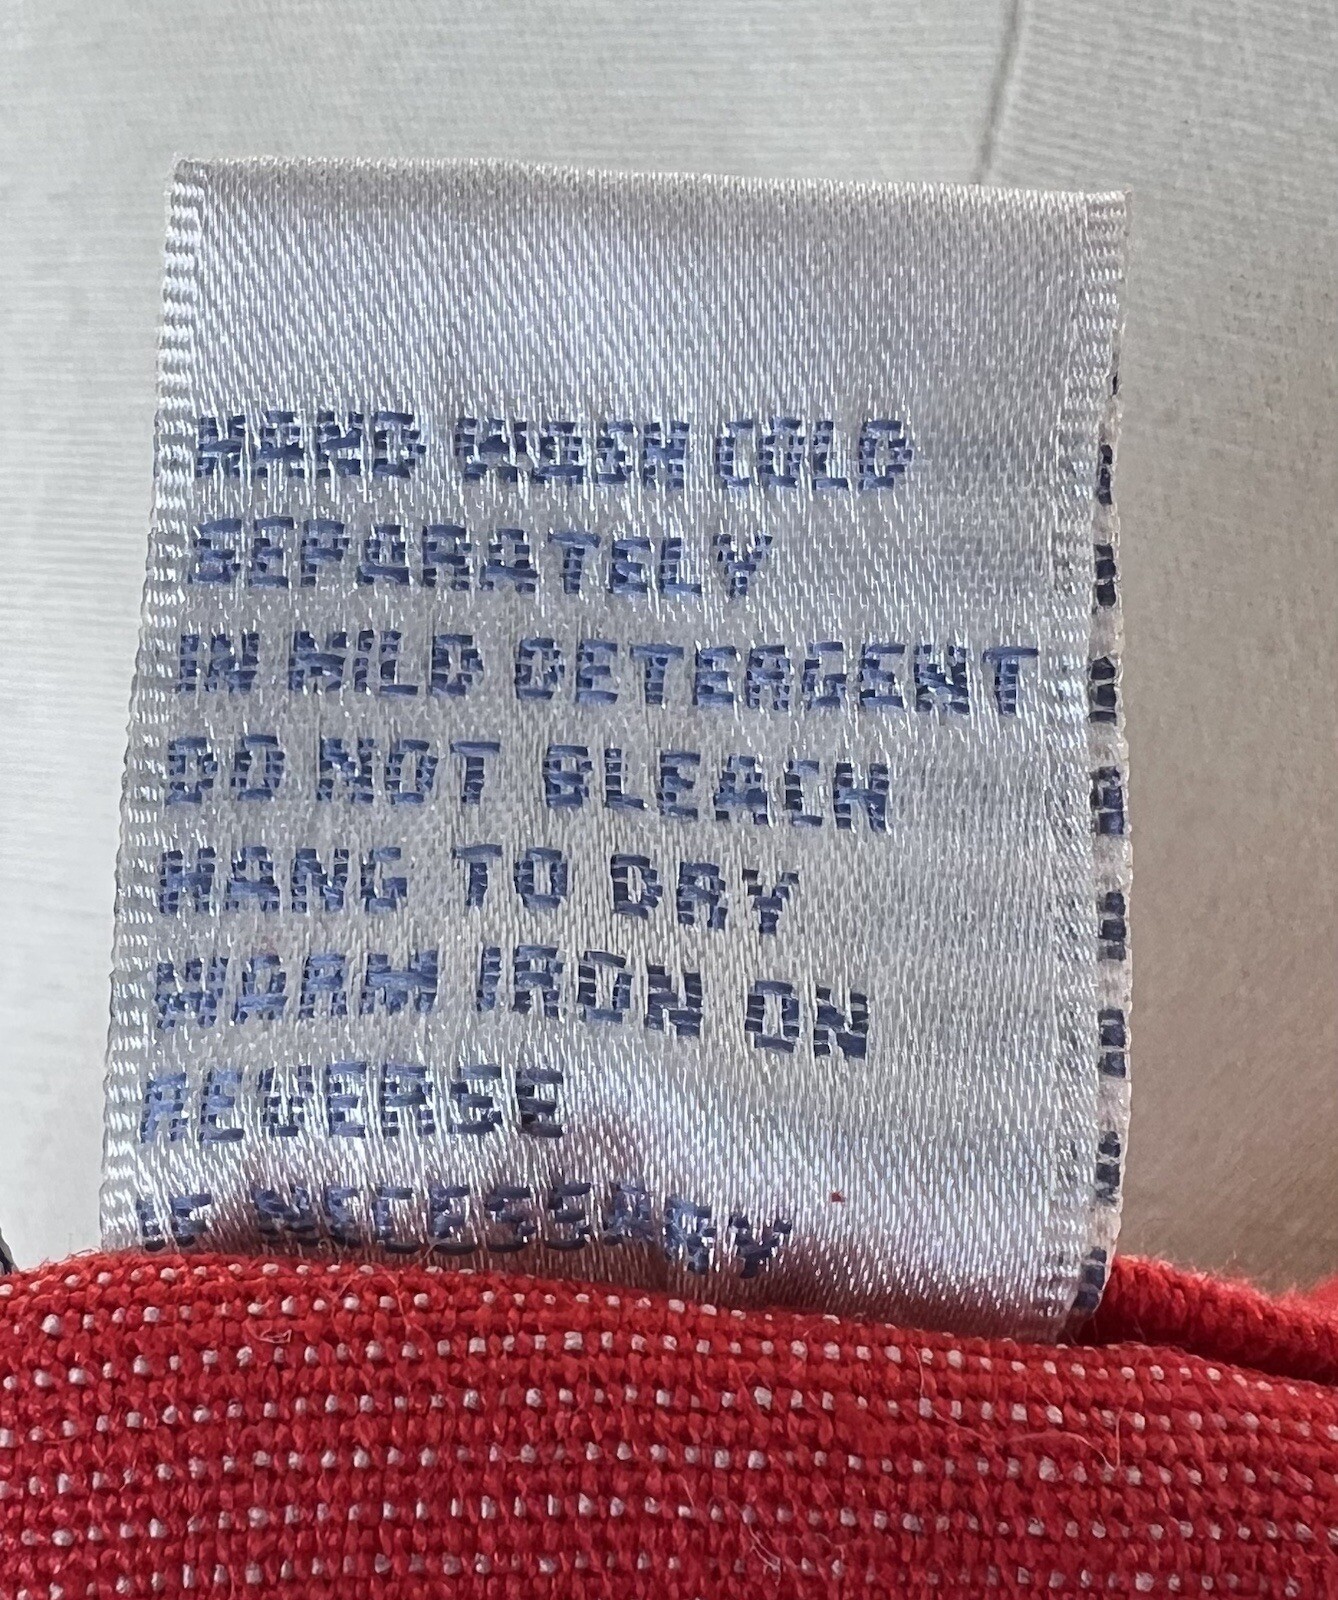 HAND WASH COLD
SEPARATELY
IN MILD DETERGENT
DO NOT BLEACH
HANG TO DRY
WARM IRON ON
REVERSE
IF NECESSARY